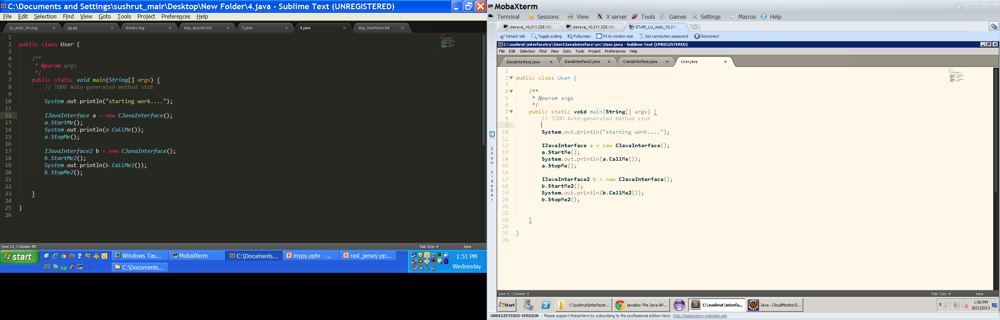 C:\Documents and Settings\sushrut_mair\Desktop\New Folder\4.java - Sublime Text (UNREGISTERED)
File Edit Selection Find View Goto Tools Project Preferences Help
lu_auto_sts.log × py.py × books.log × dcp_queries.txt × 3.java × 4.java × dcp_machines.txt ×
1
2 public class User {
3
4 /**
5 * @param args
6 */
7 public static void main(String[] args) {
8 // TODO Auto-generated method stub
9
10 System.out.println("starting work....");
11
12 IJavaInterface a = new CJavaInterface();
13 a.StartMe();
14 System.out.println(a.CallMe());
15 a.StopMe();
16
17 IJavaInterface2 b = new CJavaInterface();
18 b.StartMe2();
19 System.out.println(b.CallMe2());
20 b.StopMe2();
21
22
23 }
24
25 }
26
Line 12, Column 49 Tab Size: 4 Java
start Windows Tas... MobaXterm C:\Documents... mypy.pptx - ... rest_jersey.pp... 1:51 PM
C:\Documents... Wednesday
MobaXterm
Terminal Sessions View X server Tools Games Settings Macros Help
devsva_10.211.225.156 devsva_10.211.225.156 STAR_LU_Auto_10.211
Detach tab Toggle scaling Fullscreen Fit to window size Set connection password Disconnect
C:\sushrut\interfacetry\UserIJavaInterface\src\User.java - Sublime Text (UNREGISTERED)
File Edit Selection Find View Goto Tools Project Preferences Help
IJavaInterface.java × IJavaInterface2.java × CJavaInterface.java × User.java ×
Show sidebar
1
2 public class User {
3
4 /**
5 * @param args
6 */
7 public static void main(String[] args) {
8 // TODO Auto-generated method stub
9
10 System.out.println("starting work....");
11
12 IJavaInterface a = new CJavaInterface();
13 a.StartMe();
14 System.out.println(a.CallMe());
15 a.StopMe();
16
17 IJavaInterface2 b = new CJavaInterface();
18 b.StartMe2();
19 System.out.println(b.CallMe2());
20 b.StopMe2();
21
22
23 }
24
25 }
26
Line 9, Column 9 Tab Size: 4 Java
Start C:\sushrut\interfacet... javadoc-The Java AP... C:\sushrut\interfa... Java - CloudMonitor/I... 1:50 PM
8/21/2013
UNREGISTERED VERSION - Please support MobaXterm by subscribing to the professional edition here: http://mobaxterm.mobatek.net